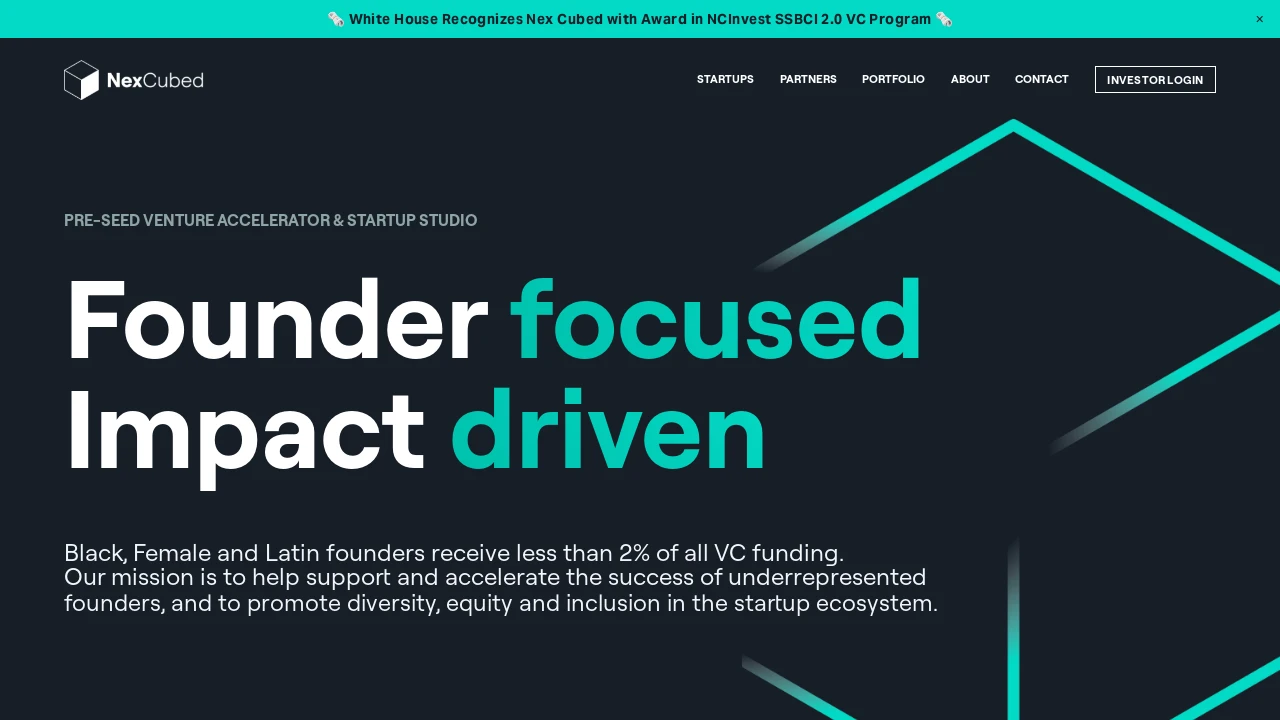 🗞️ White House Recognizes Nex Cubed with Award in NCInvest SSBCI 2.0 VC Program 🗞️ ×
NexCubed
STARTUPS PARTNERS PORTFOLIO ABOUT CONTACT INVESTOR LOGIN
PRE-SEED VENTURE ACCELERATOR & STARTUP STUDIO
Founder focused
Impact driven
Black, Female and Latin founders receive less than 2% of all VC funding.
Our mission is to help support and accelerate the success of underrepresented
founders, and to promote diversity, equity and inclusion in the startup ecosystem.